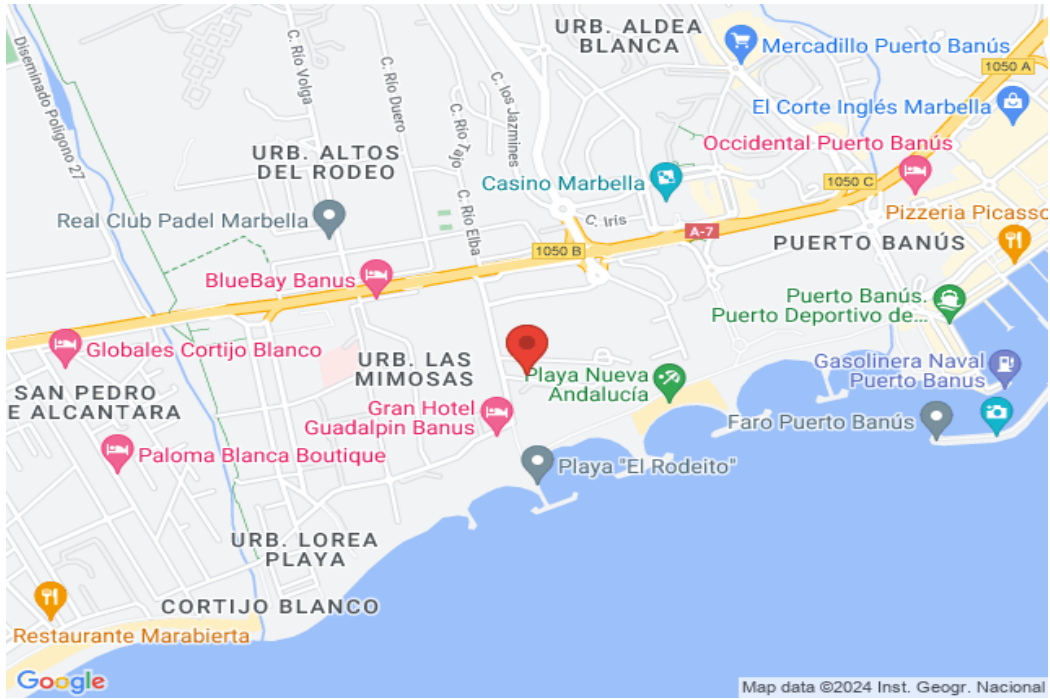 URB. ALDEA
BLANCA
Mercadillo Puerto Banús
1050 A
El Corte Inglés Marbella
Diseminado Polígono 27
C. Río Volga
C. Río Duero
C. Río Tajo
C. los Jazmines
Occidental Puerto Banús
URB. ALTOS
DEL RODEO
Casino Marbella
1050 C
Real Club Padel Marbella
C. Río Elba
C. Iris
A-7
Pizzeria Picasso
1050 B
PUERTO BANÚS
BlueBay Banus
Puerto Banús.
Puerto Deportivo de...
Globales Cortijo Blanco
URB. LAS
MIMOSAS
Playa Nueva
Andalucía
Gasolinera Naval
Puerto Banus
SAN PEDRO
E ALCANTARA
Gran Hotel
Guadalpin Banus
Faro Puerto Banús
Paloma Blanca Boutique
Playa "El Rodeito"
URB. LOREA
PLAYA
CORTIJO BLANCO
Restaurante Marabierta
Google
Map data ©2024 Inst. Geogr. Nacional